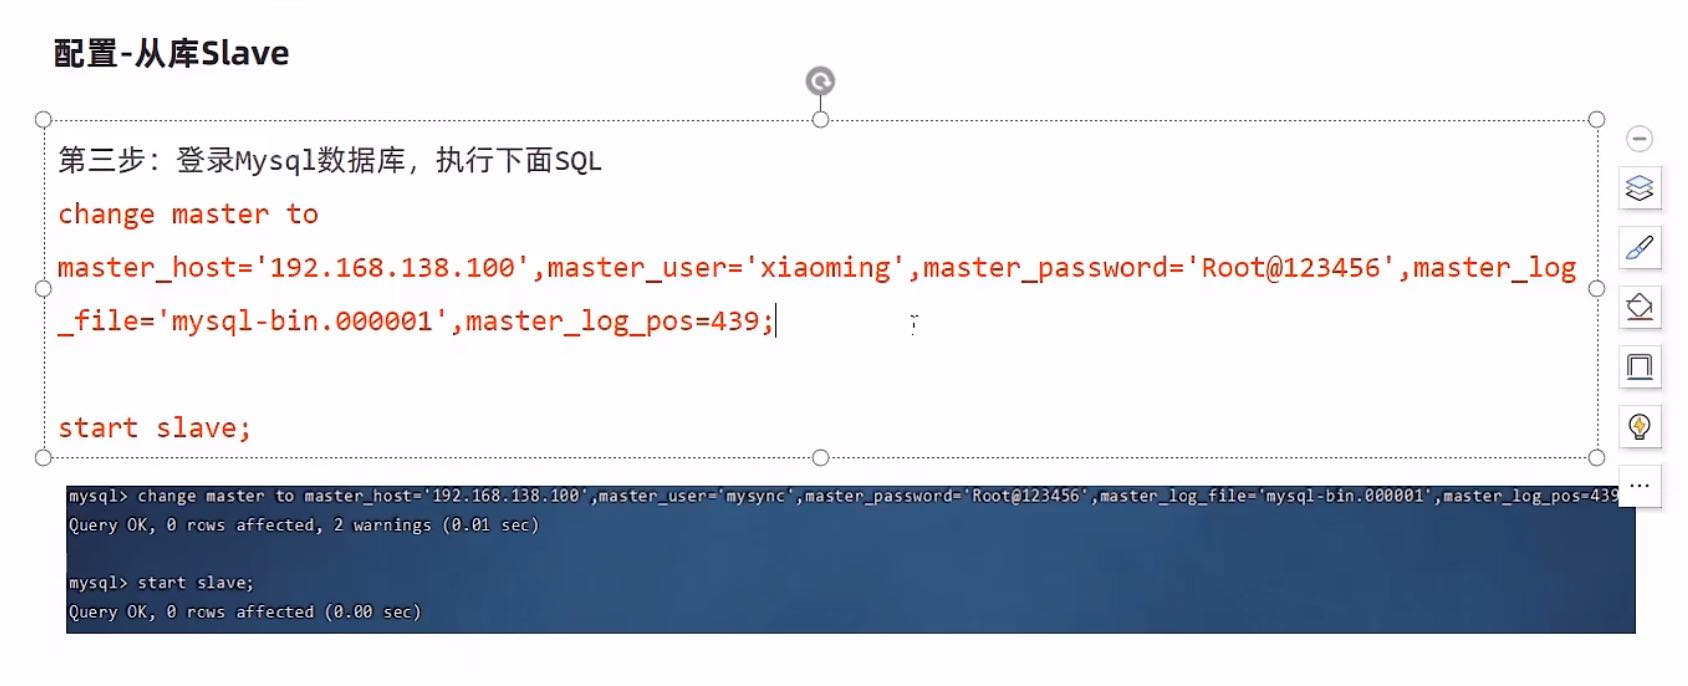 配置-从库Slave
第三步：登录Mysql数据库，执行下面SQL
change master to
master_host='192.168.138.100',master_user='xiaoming',master_password='Root@123456',master_log
_file='mysql-bin.000001',master_log_pos=439;
start slave;
mysql> change master to master_host='192.168.138.100',master_user='mysync',master_password='Root@123456',master_log_file='mysql-bin.000001',master_log_pos=439
Query OK, 0 rows affected, 2 warnings (0.01 sec)
mysql> start slave;
Query OK, 0 rows affected (0.00 sec)